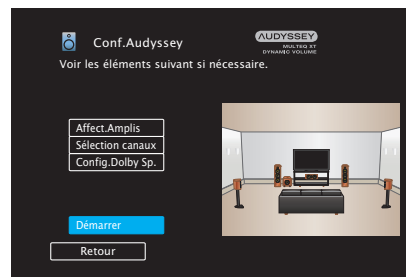 Conf.Audyssey
AUDYSSEY
MULTEQ XT
DYNAMIC VOLUME
Voir les éléments suivant si nécessaire.
Affect.Amplis
Sélection canaux
Config.Dolby Sp.
Démarrer
Retour